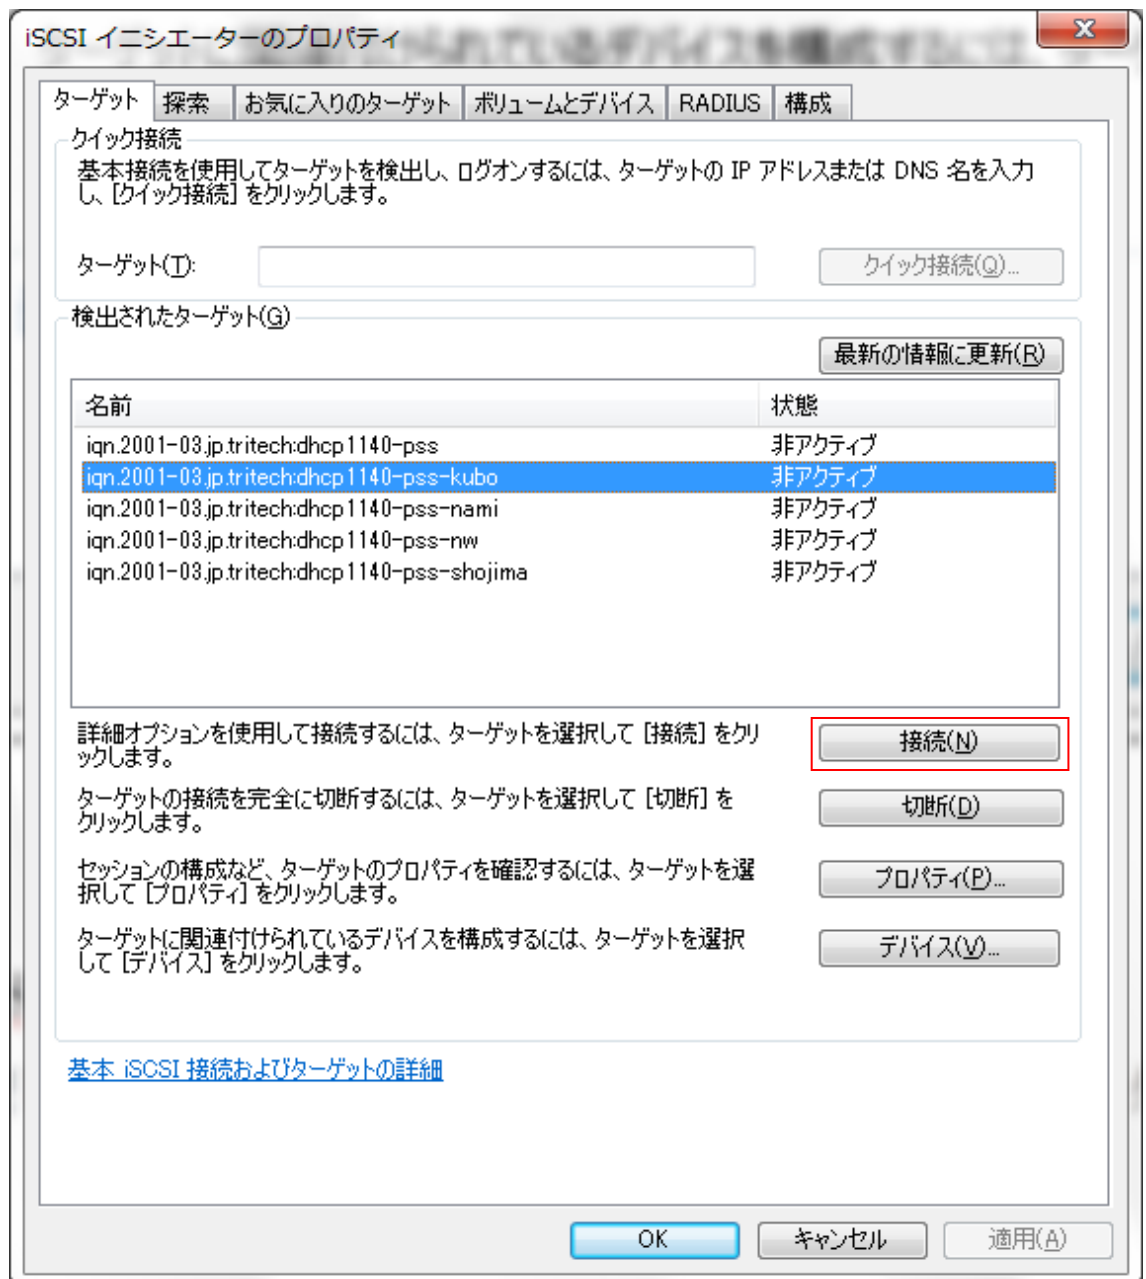 iSCSI イニシエーターのプロパティ
ターゲット 探索 お気に入りのターゲット ボリュームとデバイス RADIUS 構成
クイック接続
基本接続を使用してターゲットを検出し、ログオンするには、ターゲットの IP アドレスまたは DNS 名を入力
し、[クイック接続] をクリックします。
ターゲット(T): クイック接続(Q)...
検出されたターゲット(G)
最新の情報に更新(R)
名前 状態
iqn.2001-03.jp.tritech:dhcp1140-pss 非アクティブ
iqn.2001-03.jp.tritech:dhcp1140-pss-kubo 非アクティブ
iqn.2001-03.jp.tritech:dhcp1140-pss-nami 非アクティブ
iqn.2001-03.jp.tritech:dhcp1140-pss-nw 非アクティブ
iqn.2001-03.jp.tritech:dhcp1140-pss-shojima 非アクティブ
詳細オプションを使用して接続するには、ターゲットを選択して [接続] をクリ
ックします。
接続(N)
ターゲットの接続を完全に切断するには、ターゲットを選択して [切断] を
クリックします。
切断(D)
セッションの構成など、ターゲットのプロパティを確認するには、ターゲットを選
択して [プロパティ] をクリックします。
プロパティ(P)...
ターゲットに関連付けられているデバイスを構成するには、ターゲットを選択
して [デバイス] をクリックします。
デバイス(V)...
基本 iSCSI 接続およびターゲットの詳細
OK キャンセル 適用(A)